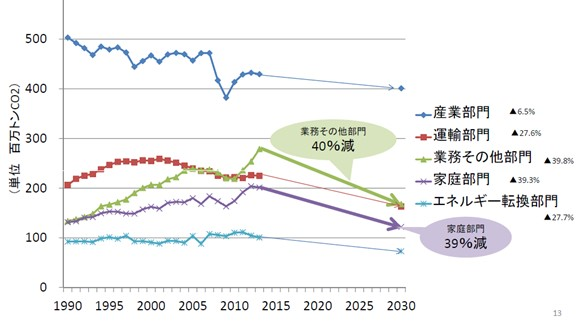 (単位 百万トンCO2)
500
400
300
200
100
0
1990
1995
2000
2005
2010
2015
2020
2025
2030
業務その他部門
40%減
家庭部門
39%減
産業部門 ▲6.5%
運輸部門 ▲27.6%
業務その他部門 ▲39.8%
家庭部門 ▲39.3%
エネルギー転換部門
▲27.7%
13